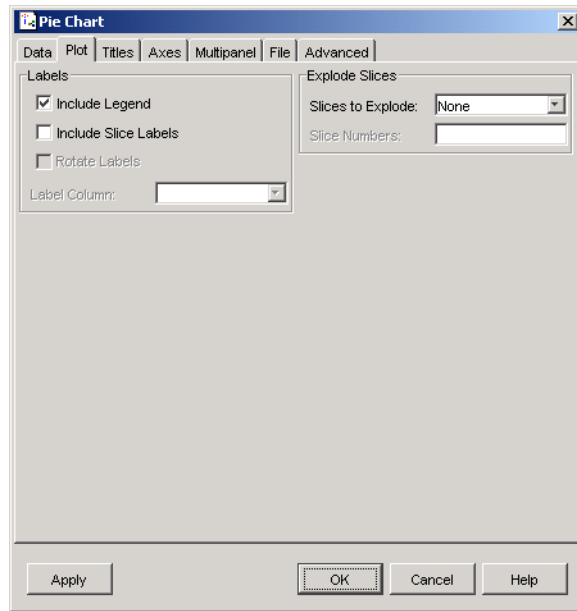 Pie Chart
Data Plot Titles Axes Multipanel File Advanced
Labels
Include Legend
Include Slice Labels
Rotate Labels
Label Column:
Explode Slices
Slices to Explode: None
Slice Numbers:
Apply OK Cancel Help